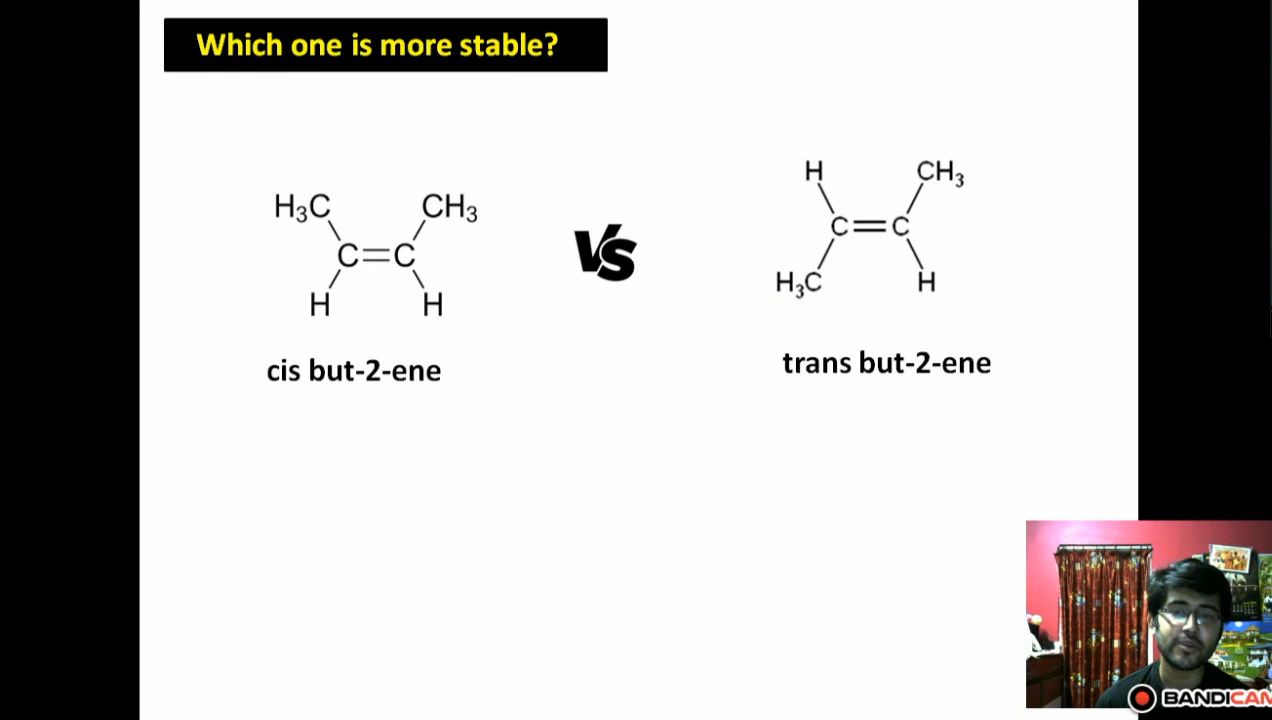 Which one is more stable?
H₃C CH₃
C=C
H H
cis but-2-ene
VS
H CH₃
C=C
H₃C H
trans but-2-ene
BANDICAM